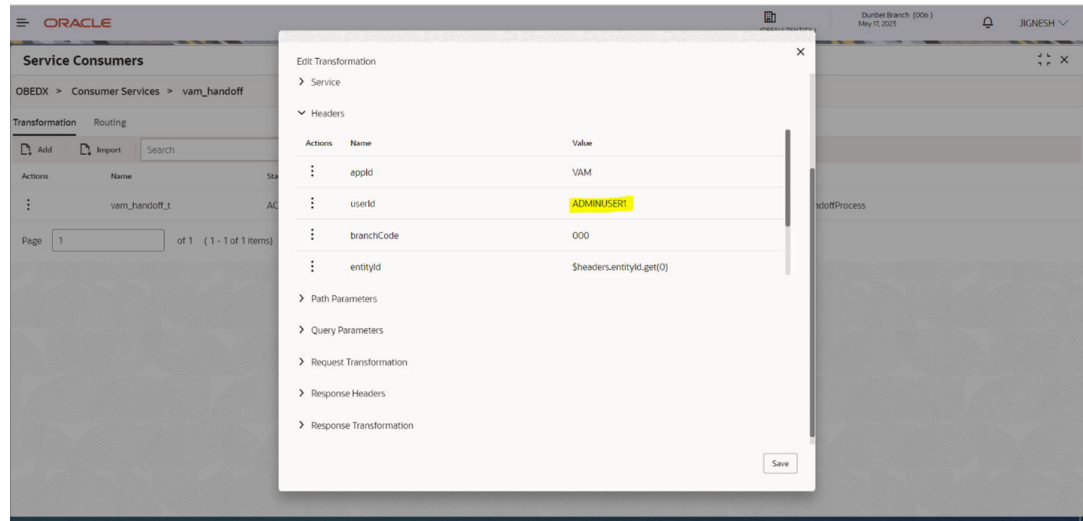 ORACLE
Dunbei Branch (006 )
May 17, 2023
JIGNESH
Service Consumers
OBEDX > Consumer Services > vam_handoff
Transformation Routing
Add Import Search
Actions Name
vam_handoff_t AC
ndoffProcess
Page 1 of 1 ( 1 - 1 of 1 items)
Edit Transformation
Service
Headers
Actions Name Value
appId VAM
userId ADMINUSER1
branchCode 000
entityId $headers.entityId.get(0)
Path Parameters
Query Parameters
Request Transformation
Response Headers
Response Transformation
Save